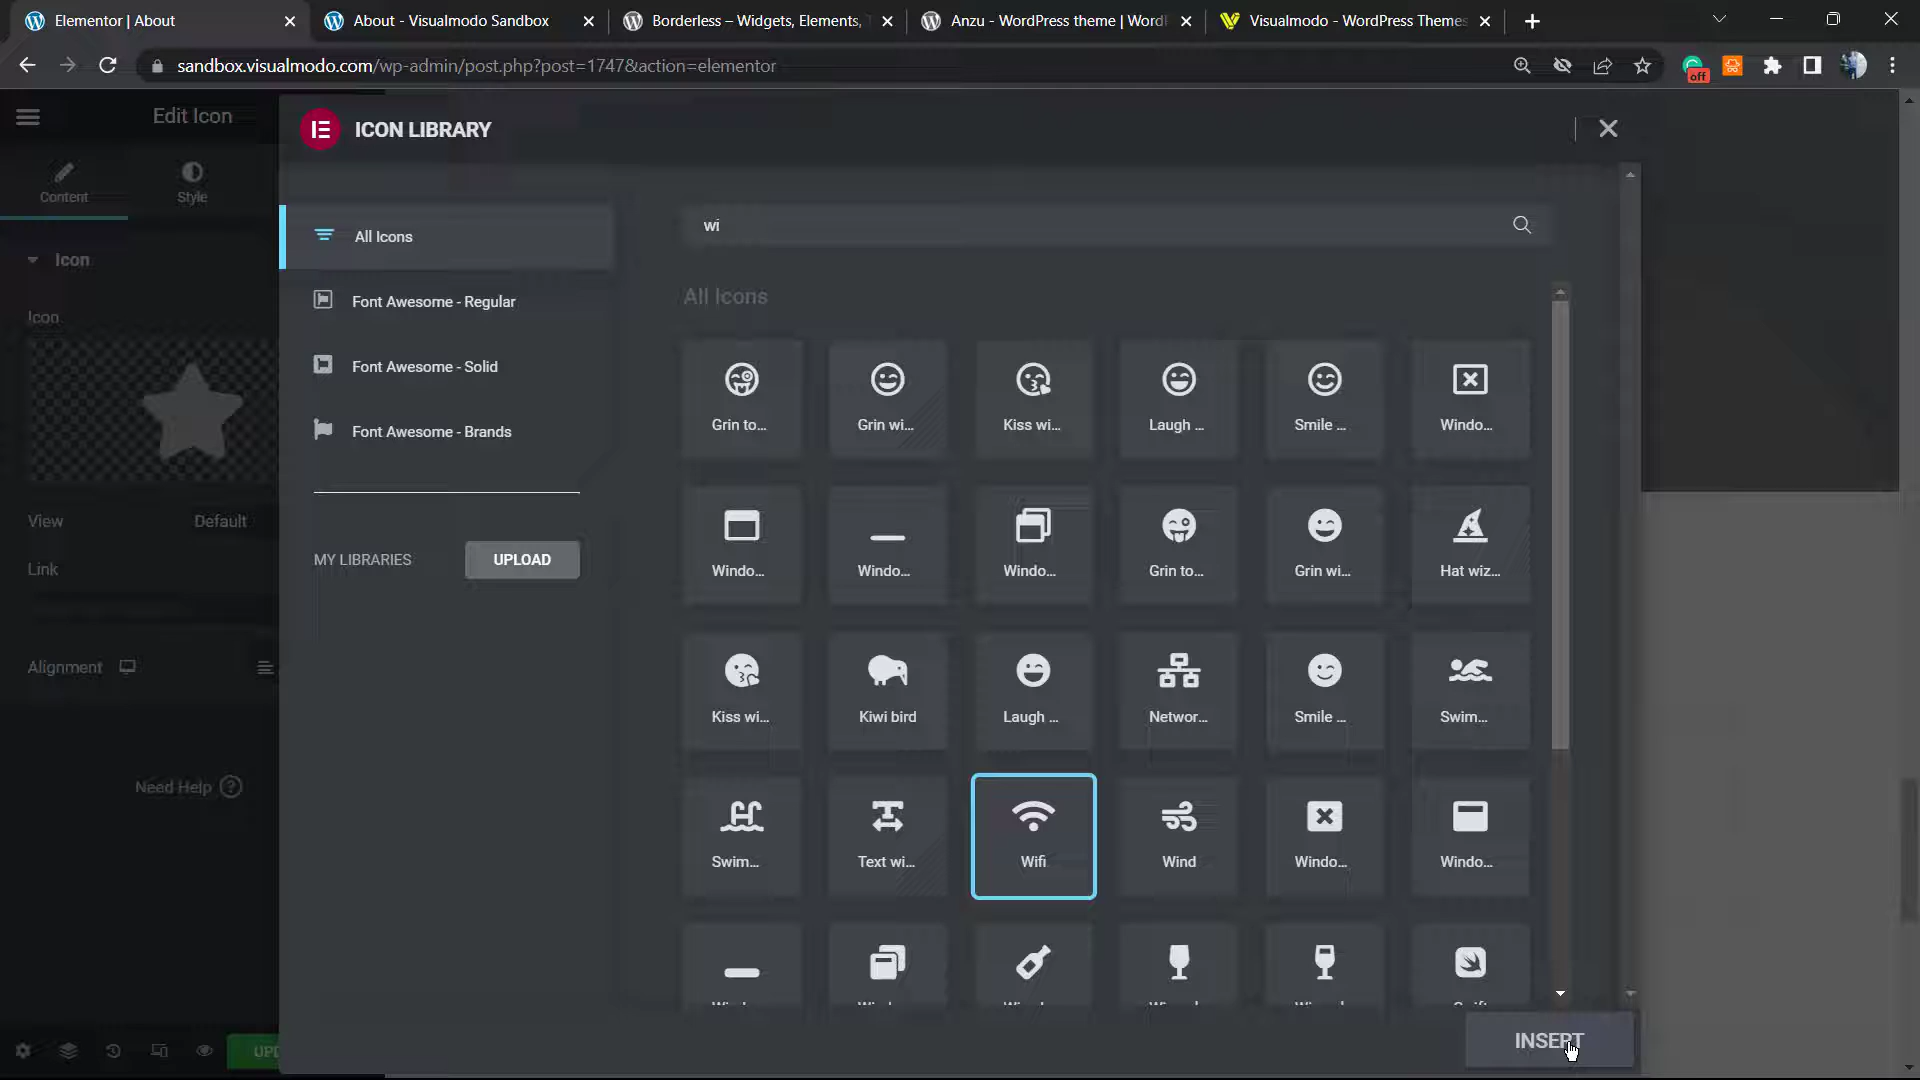 Elementor | About
About - Visualmodo Sandbox
Borderless – Widgets, Elements,
Anzu - WordPress theme | Word
Visualmodo - WordPress Themes
sandbox.visualmodo.com/wp-admin/post.php?post=1747&action=elementor
off
Edit Icon
ICON LIBRARY
Content
Style
wi
All Icons
Font Awesome - Regular
Font Awesome - Solid
Font Awesome - Brands
MY LIBRARIES
UPLOAD
Icon
Icon
View
Default
Link
Alignment
Need Help
UPD
All Icons
Grin to...
Grin wi...
Kiss wi...
Laugh ...
Smile ...
Windo...
Windo...
Windo...
Windo...
Grin to...
Grin wi...
Hat wiz...
Kiss wi...
Kiwi bird
Laugh ...
Networ...
Smile ...
Swim...
Swim...
Text wi...
Wifi
Wind
Windo...
Windo...
INSERT